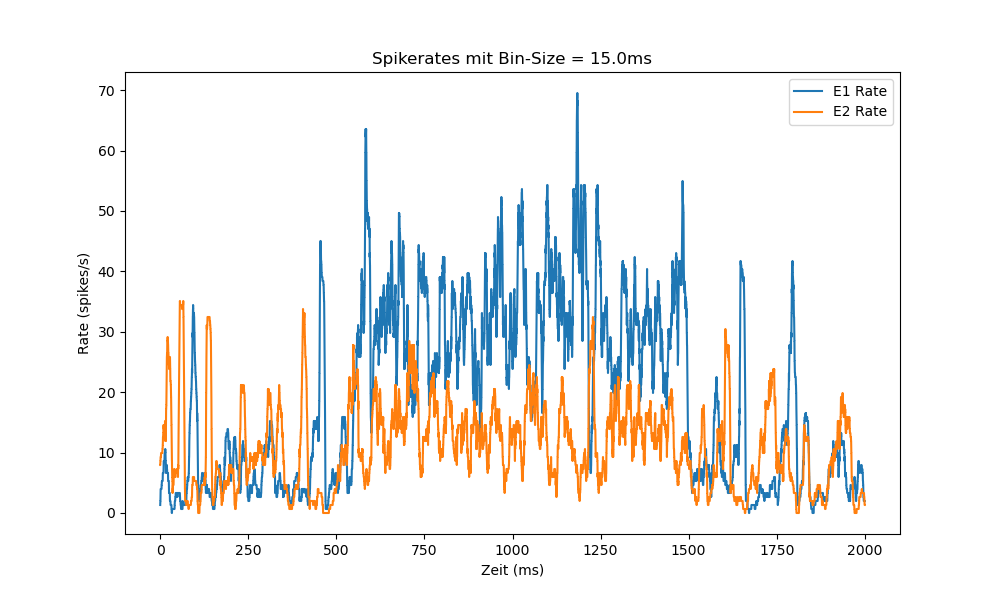 Spikerates mit Bin-Size = 15.0ms
E1 Rate
E2 Rate
Rate (spikes/s)
70
60
50
40
30
20
10
0
0 250 500 750 1000 1250 1500 1750 2000
Zeit (ms)